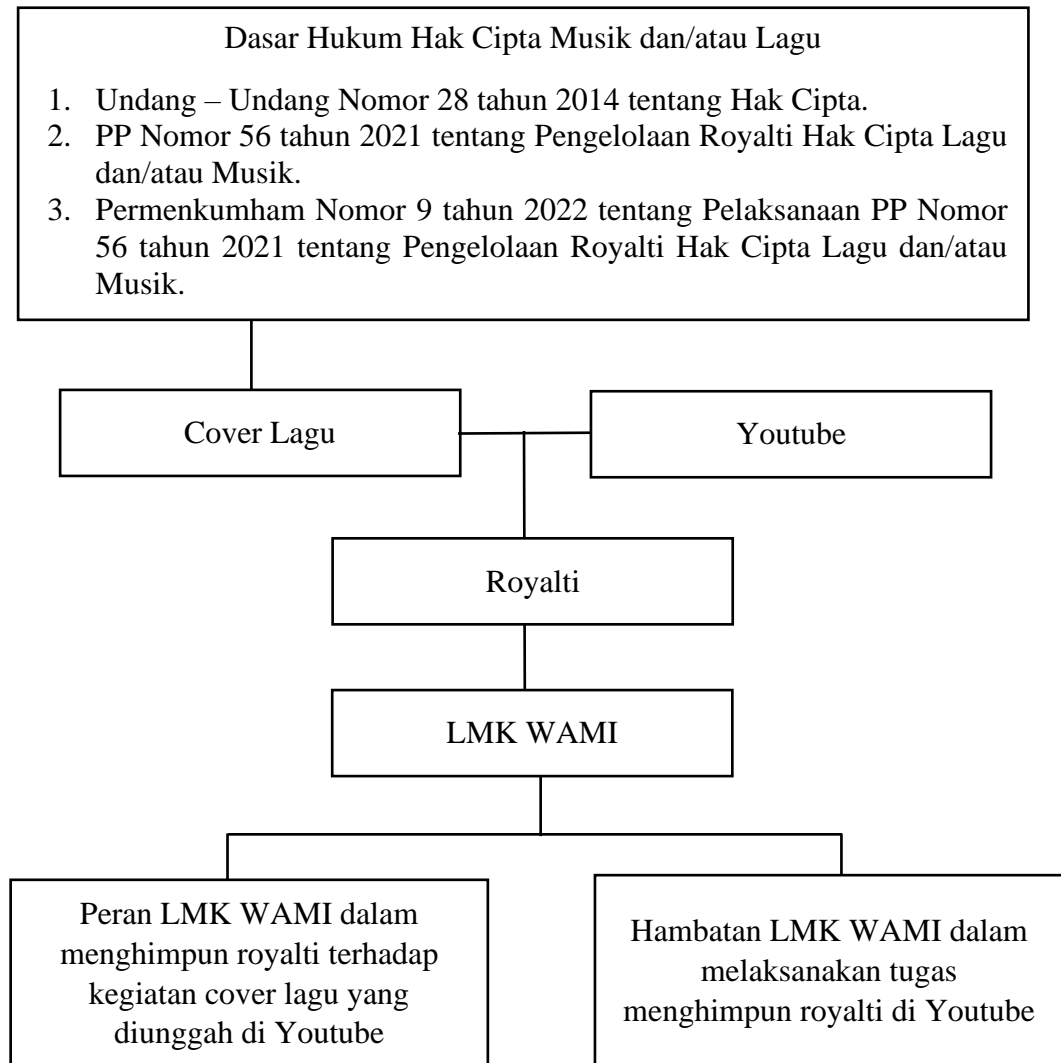 Dasar Hukum Hak Cipta Musik dan/atau Lagu
1. Undang – Undang Nomor 28 tahun 2014 tentang Hak Cipta.
2. PP Nomor 56 tahun 2021 tentang Pengelolaan Royalti Hak Cipta Lagu
dan/atau Musik.
3. Permenkumham Nomor 9 tahun 2022 tentang Pelaksanaan PP Nomor
56 tahun 2021 tentang Pengelolaan Royalti Hak Cipta Lagu dan/atau
Musik.
Cover Lagu
Youtube
Royalti
LMK WAMI
Peran LMK WAMI dalam
menghimpun royalti terhadap
kegiatan cover lagu yang
diunggah di Youtube
Hambatan LMK WAMI dalam
melaksanakan tugas
menghimpun royalti di Youtube